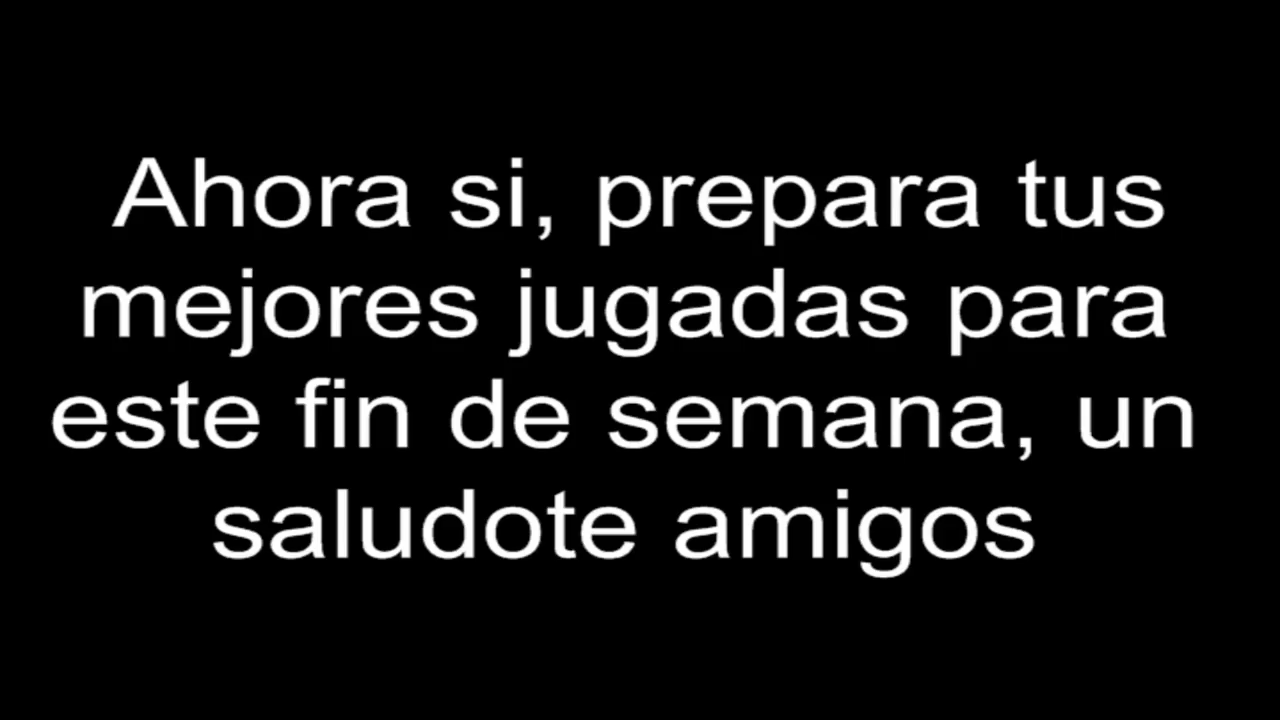 Ahora si, prepara tus
mejores jugadas para
este fin de semana, un
saludote amigos